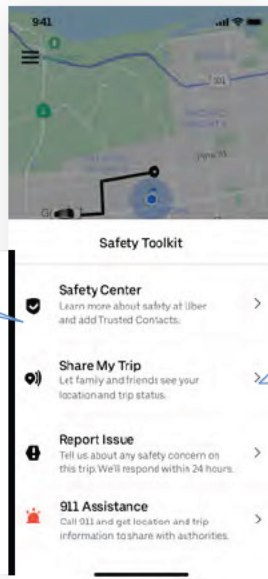 9:41
101
Safety Toolkit
Safety Center
Learn more about safety at Uber
and add Trusted Contacts.
Share My Trip
Let family and friends see your
location and trip status.
Report Issue
Tell us about any safety concern on
this trip. We'll respond within 24 hours.
911 Assistance
Call 911 and get location and trip
information to share with authorities.